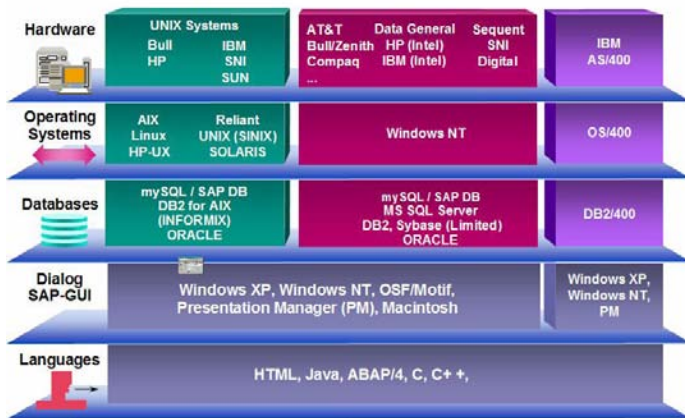 Hardware
UNIX Systems
Bull IBM
HP SNI
SUN
AT&T Data General Sequent
Bull/Zenith HP (Intel) SNI
Compaq IBM (Intel) Digital
...
IBM
AS/400
Operating
Systems
AIX Reliant
Linux UNIX (SINIX)
HP-UX SOLARIS
Windows NT
OS/400
Databases
mySQL / SAP DB
DB2 for AIX
(INFORMIX)
ORACLE
mySQL / SAP DB
MS SQL Server
DB2, Sybase (Limited)
ORACLE
DB2/400
Dialog
SAP-GUI
Windows XP, Windows NT, OSF/Motif,
Presentation Manager (PM), Macintosh
Windows XP,
Windows NT,
PM
Languages
HTML, Java, ABAP/4, C, C+ +,